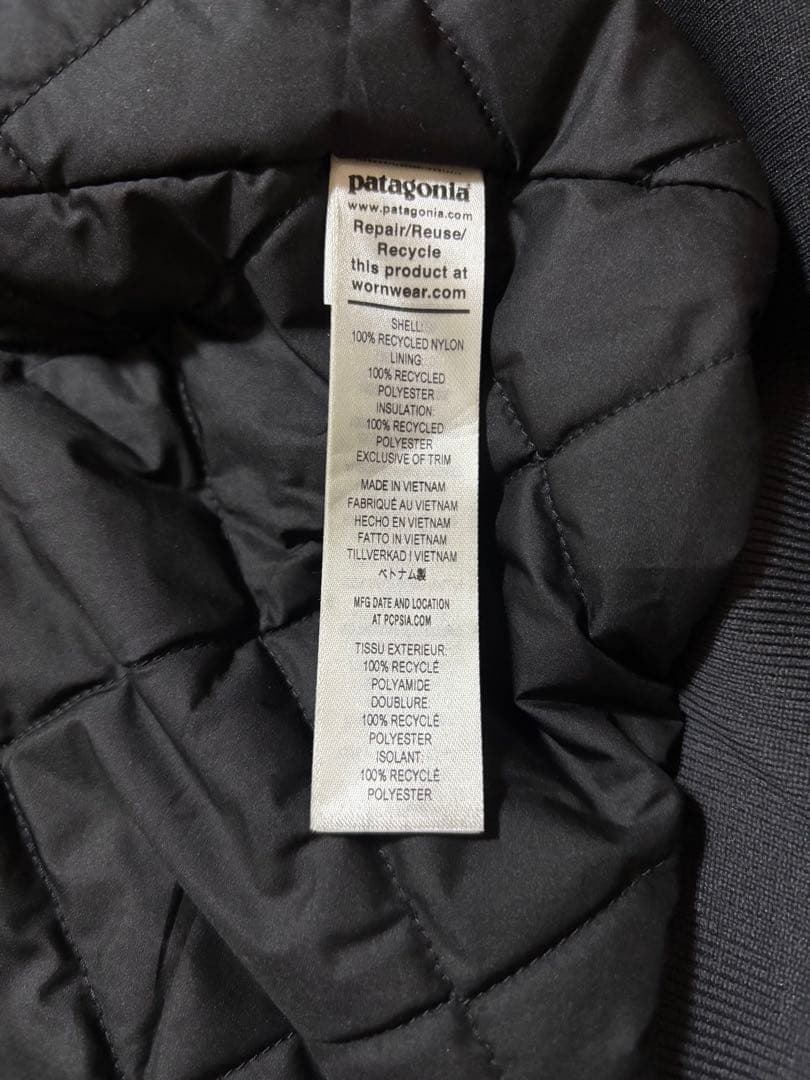 patagonia
www.patagonia.com
Repair/Reuse/
Recycle
this product at
wornwear.com
SHELL:
100% RECYCLED NYLON
LINING:
100% RECYCLED
POLYESTER
INSULATION:
100% RECYCLED
POLYESTER
EXCLUSIVE OF TRIM
MADE IN VIETNAM
FABRIQUÉ AU VIETNAM
HECHO EN VIETNAM
FATTO IN VIETNAM
TILLVERKAD I VIETNAM
ベトナム製
MFG DATE AND LOCATION
AT PCPSIA.COM
TISSU EXTERIEUR:
100% RECYCLÉ
POLYAMIDE
DOUBLURE:
100% RECYCLÉ
POLYESTER
ISOLANT:
100% RECYCLÉ
POLYESTER